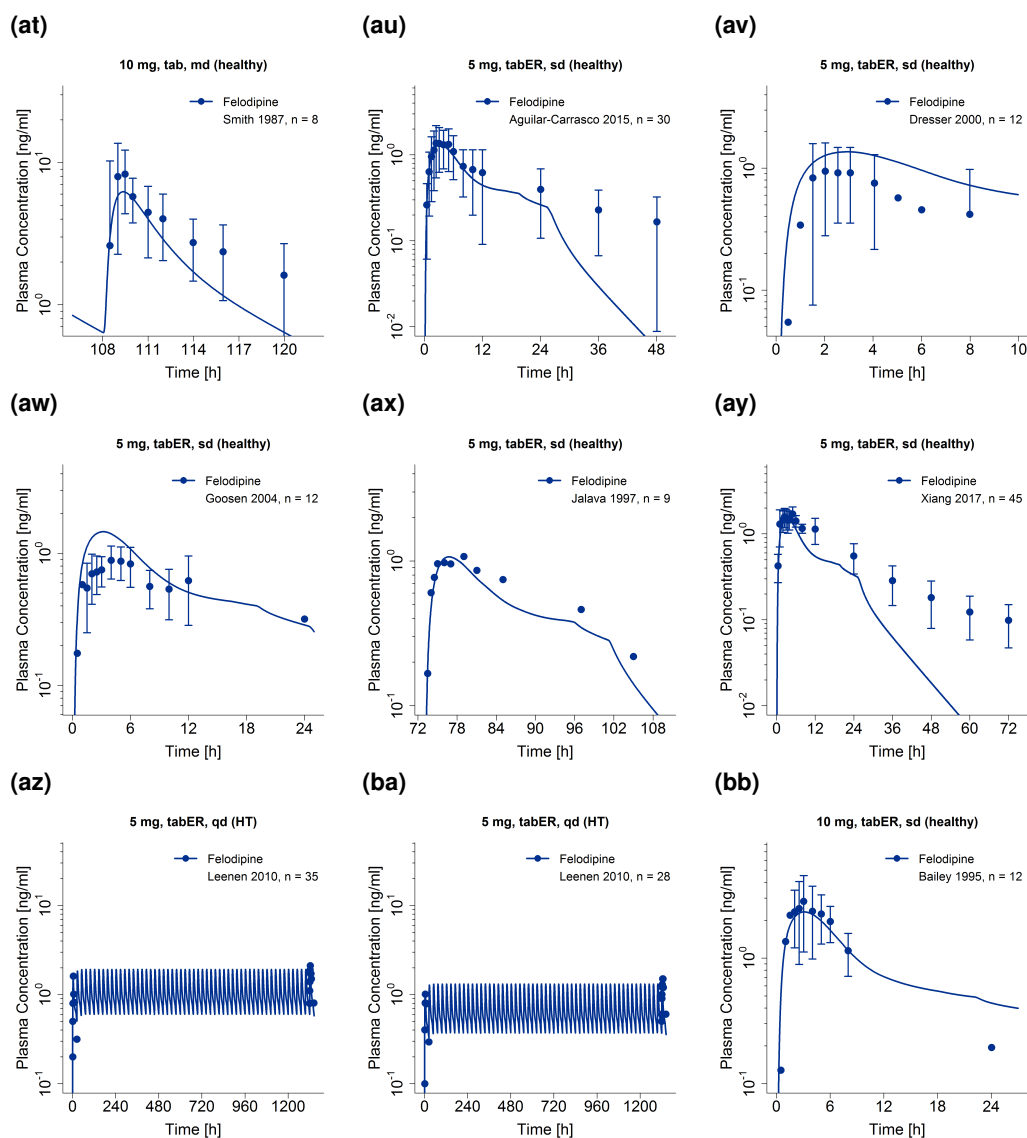 (at)
10 mg, tab, md (healthy)
Felodipine
Smith 1987, n = 8
Plasma Concentration [ng/ml]
10^1
10^0
108 111 114 117 120
Time [h]
(au)
5 mg, tabER, sd (healthy)
Felodipine
Aguilar-Carrasco 2015, n = 30
Plasma Concentration [ng/ml]
10^0
10^-1
10^-2
0 12 24 36 48
Time [h]
(av)
5 mg, tabER, sd (healthy)
Felodipine
Dresser 2000, n = 12
Plasma Concentration [ng/ml]
10^0
10^-1
0 2 4 6 8 10
Time [h]
(aw)
5 mg, tabER, sd (healthy)
Felodipine
Goosen 2004, n = 12
Plasma Concentration [ng/ml]
10^0
10^-1
0 6 12 18 24
Time [h]
(ax)
5 mg, tabER, sd (healthy)
Felodipine
Jalava 1997, n = 9
Plasma Concentration [ng/ml]
10^0
10^-1
72 78 84 90 96 102 108
Time [h]
(ay)
5 mg, tabER, sd (healthy)
Felodipine
Xiang 2017, n = 45
Plasma Concentration [ng/ml]
10^0
10^-1
10^-2
0 12 24 36 48 60 72
Time [h]
(az)
5 mg, tabER, qd (HT)
Felodipine
Leenen 2010, n = 35
Plasma Concentration [ng/ml]
10^1
10^0
10^-1
0 240 480 720 960 1200
Time [h]
(ba)
5 mg, tabER, qd (HT)
Felodipine
Leenen 2010, n = 28
Plasma Concentration [ng/ml]
10^1
10^0
10^-1
0 240 480 720 960 1200
Time [h]
(bb)
10 mg, tabER, sd (healthy)
Felodipine
Bailey 1995, n = 12
Plasma Concentration [ng/ml]
10^0
10^-1
0 6 12 18 24
Time [h]